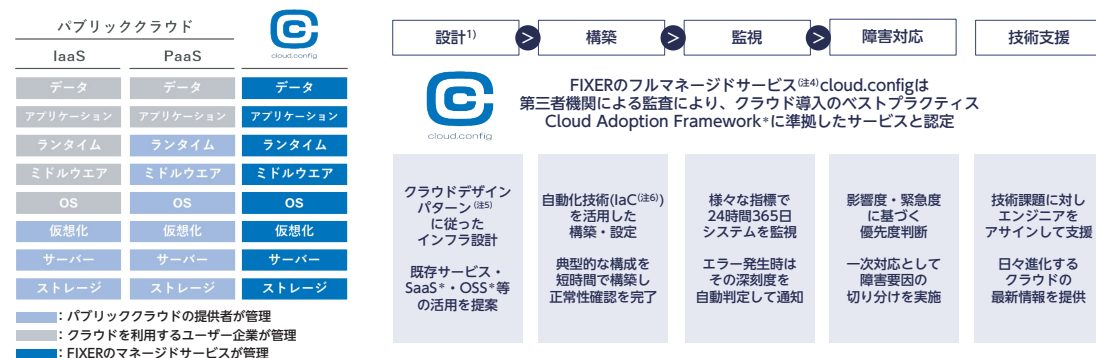 パブリッククラウド
IaaS
PaaS
cloud.config
データ
データ
データ
アプリケーション
アプリケーション
アプリケーション
ランタイム
ランタイム
ランタイム
ミドルウエア
ミドルウエア
ミドルウエア
OS
OS
OS
仮想化
仮想化
仮想化
サーバー
サーバー
サーバー
ストレージ
ストレージ
ストレージ
：パブリッククラウドの提供者が管理
：クラウドを利用するユーザー企業が管理
：FIXERのマネージドサービスが管理
設計1)
>
構築
>
監視
>
障害対応
技術支援
cloud.config
FIXERのフルマネージドサービス(注4)cloud.configは
第三者機関による監査により、クラウド導入のベストプラクティス
Cloud Adoption Framework*に準拠したサービスと認定
クラウドデザイン
パターン(注5)
に従った
インフラ設計
既存サービス・
SaaS*・OSS*等
の活用を提案
自動化技術(IaC(注6))
を活用した
構築・設定
典型的な構成を
短時間で構築し
正常性確認を完了
様々な指標で
24時間365日
システムを監視
エラー発生時は
その深刻度を
自動判定して通知
影響度・緊急度
に基づく
優先度判断
一次対応として
障害要因の
切り分けを実施
技術課題に対し
エンジニアを
アサインして支援
日々進化する
クラウドの
最新情報を提供